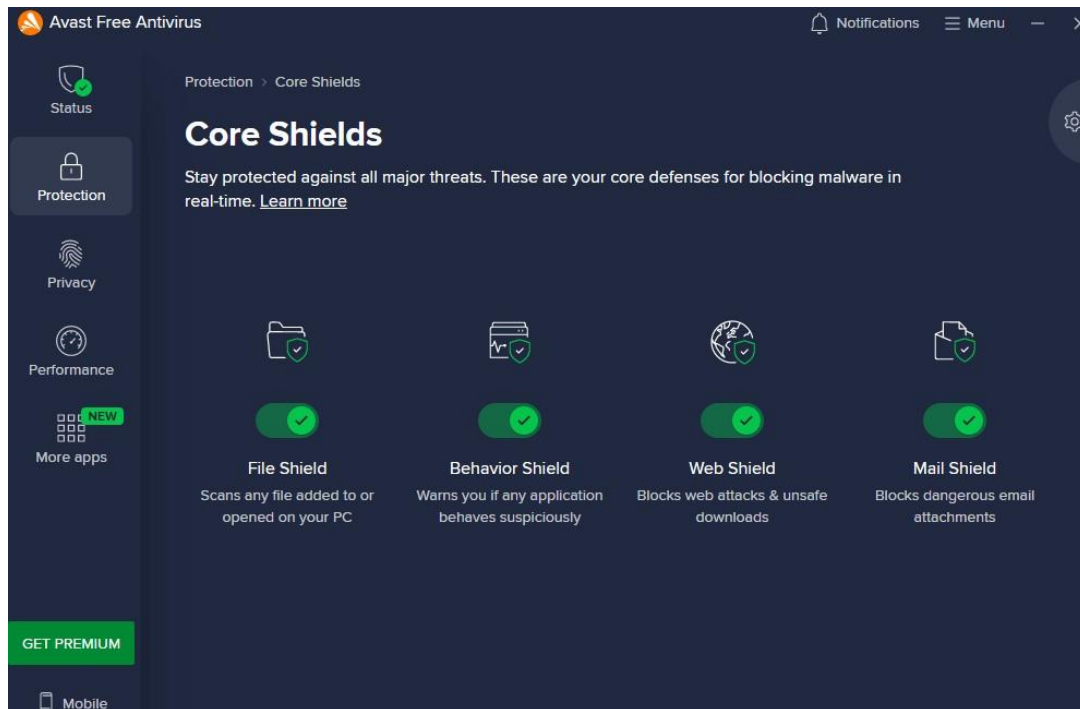 Avast Free Antivirus
Notifications
Menu
Status
Protection
Privacy
Performance
NEW
More apps
GET PREMIUM
Mobile
Protection > Core Shields
Core Shields
Stay protected against all major threats. These are your core defenses for blocking malware in
real-time. Learn more
File Shield
Scans any file added to or
opened on your PC
Behavior Shield
Warns you if any application
behaves suspiciously
Web Shield
Blocks web attacks & unsafe
downloads
Mail Shield
Blocks dangerous email
attachments